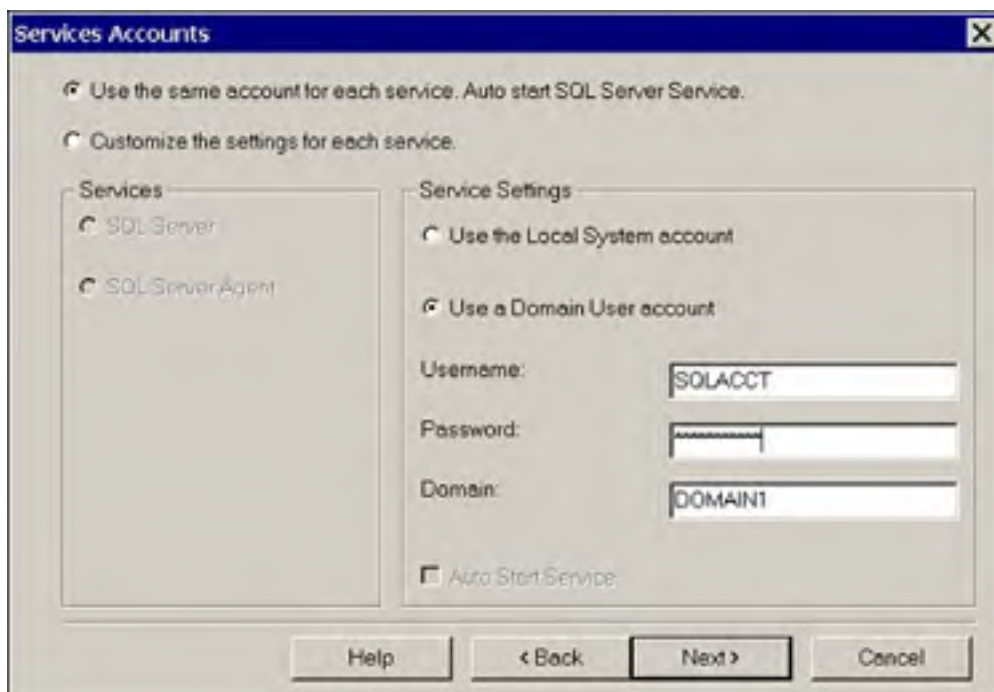 Services Accounts
Use the same account for each service. Auto start SQL Server Service.
Customize the settings for each service.
Services
SQL Server
SQL Server Agent
Service Settings
Use the Local System account
Use a Domain User account
Username:
SQLACCT
Password:
Domain:
DOMAIN1
Auto Start Service
Help
< Back
Next >
Cancel